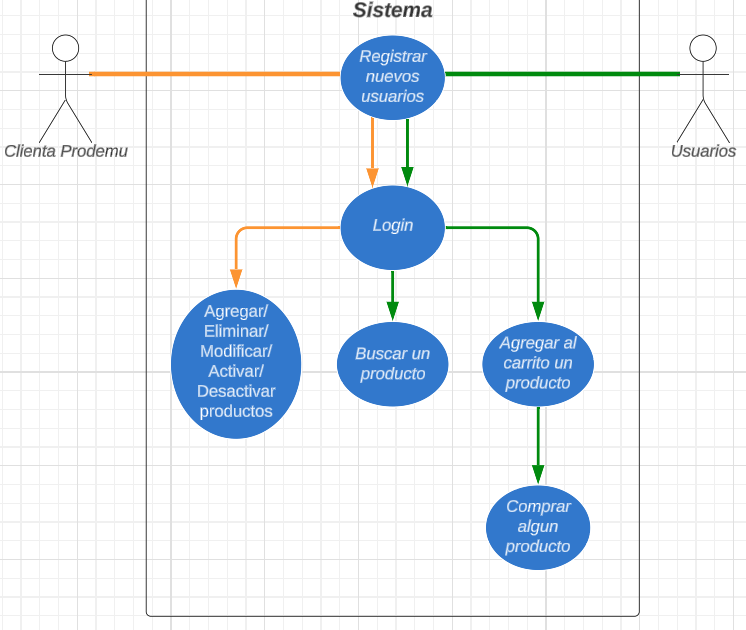 Sistema
Registrar
nuevos
usuarios
Clienta Prodemu
Usuarios
Login
Agregar/
Eliminar/
Modificar/
Activar/
Desactivar
productos
Buscar un
producto
Agregar al
carrito un
producto
Comprar
algun
producto